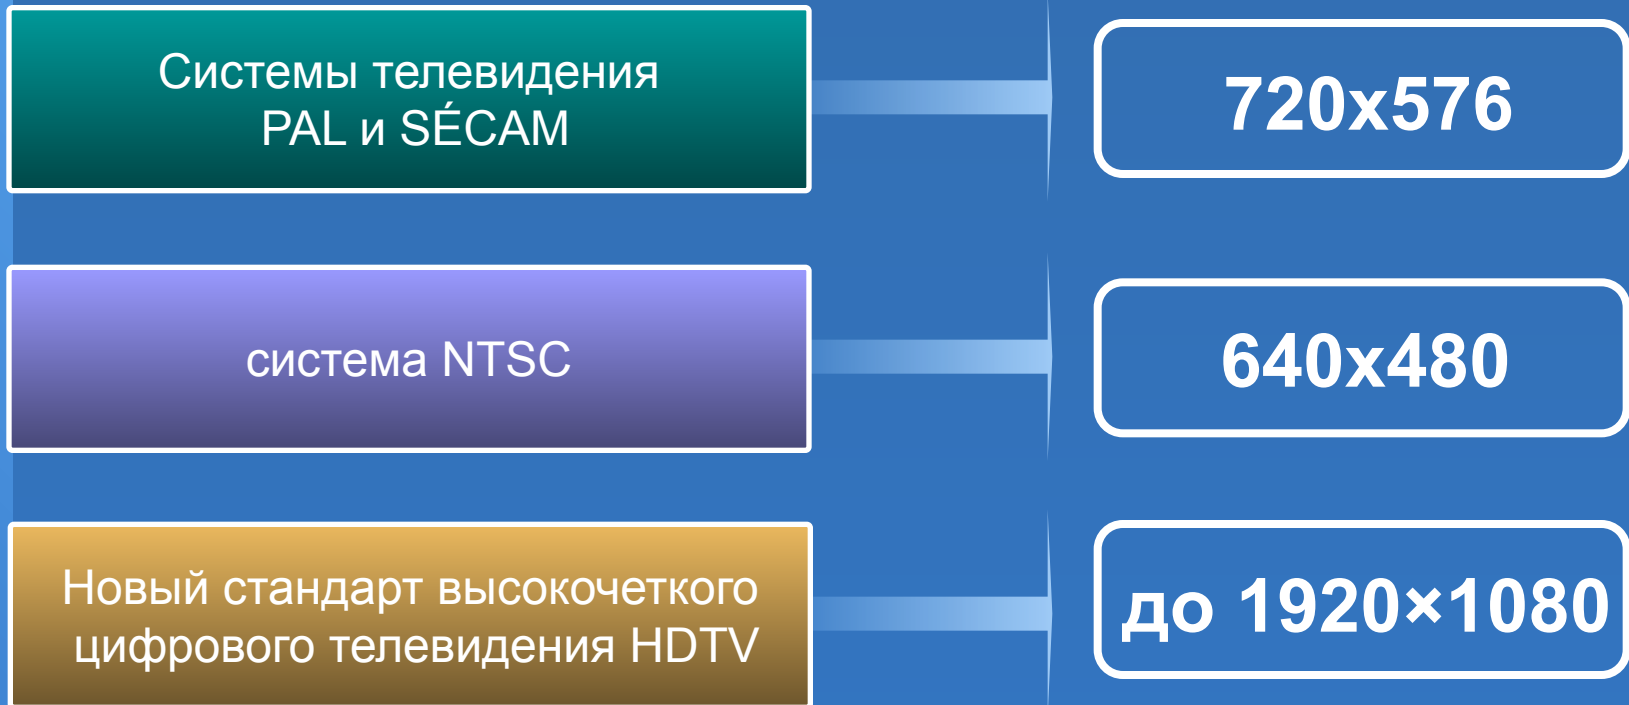 Системы телевидения
PAL и SÉCAM
720x576
система NTSC
640x480
Новый стандарт высокочеткого
цифрового телевидения HDTV
до 1920×1080